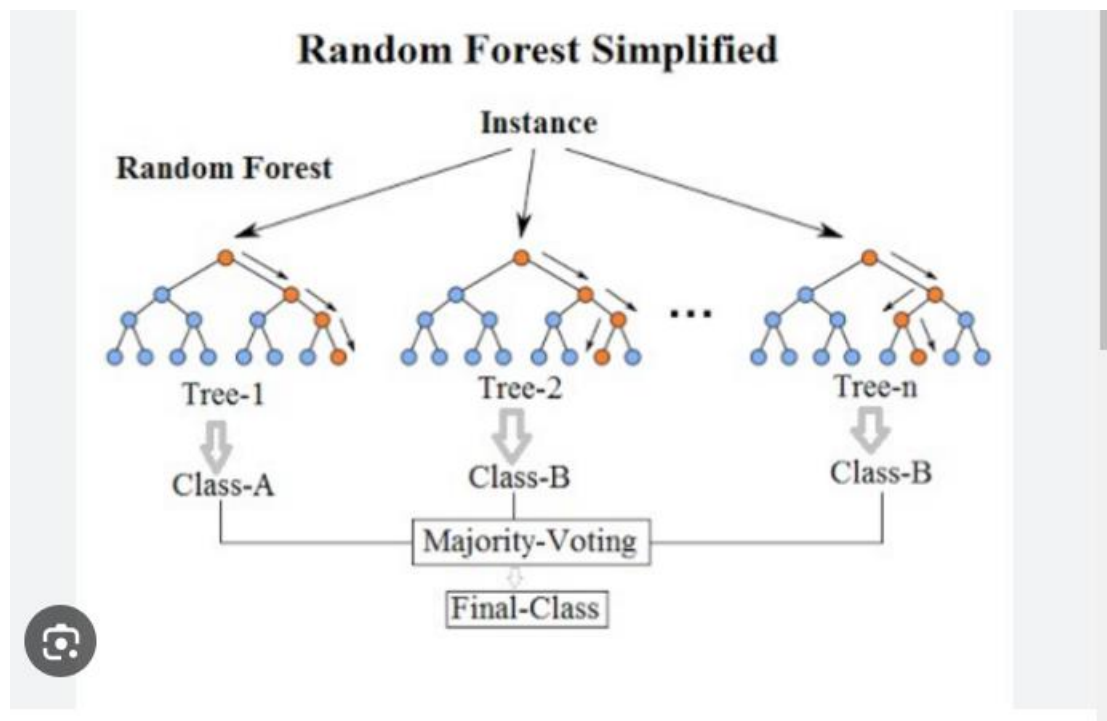 Random Forest Simplified
Instance
Random Forest
...
Tree-1
Tree-2
Tree-n
Class-A
Class-B
Class-B
Majority-Voting
Final-Class